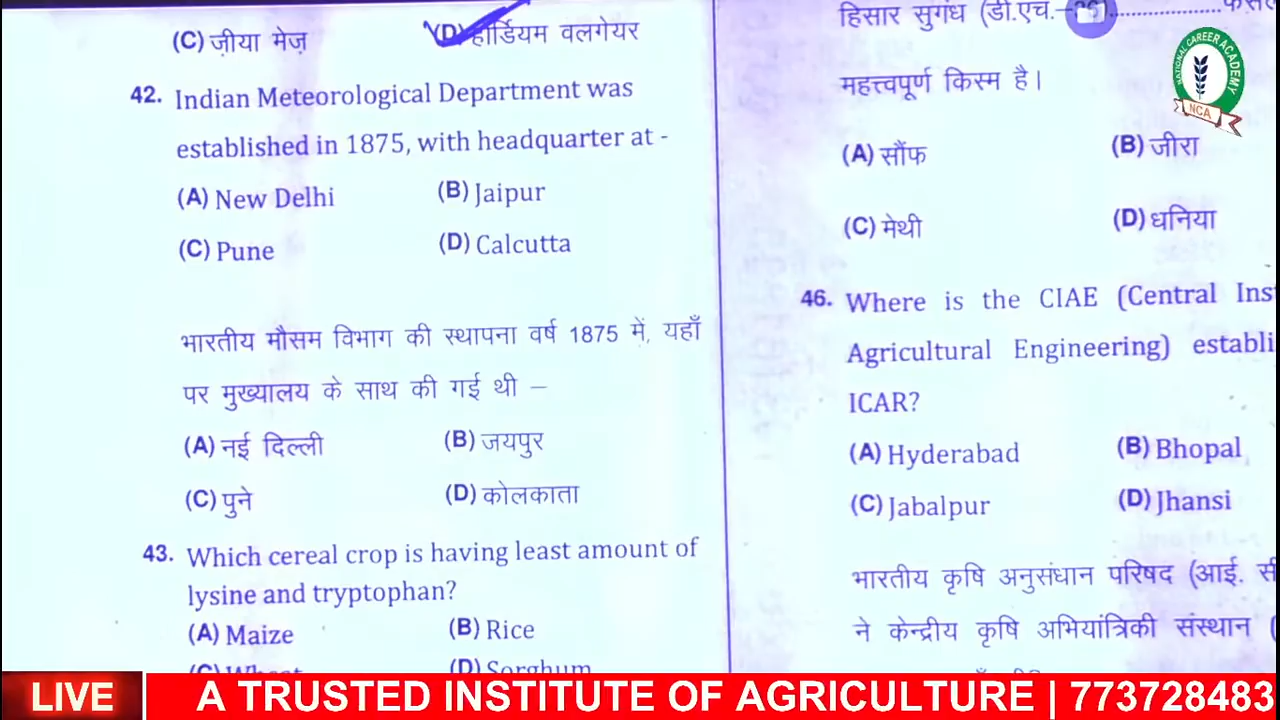 (C) ज़ीया मेज़
(D) हॉर्डियम वलगेयर
42. Indian Meteorological Department was
established in 1875, with headquarter at -
(A) New Delhi
(B) Jaipur
(C) Pune
(D) Calcutta
भारतीय मौसम विभाग की स्थापना वर्ष 1875 में, यहाँ
पर मुख्यालय के साथ की गई थी –
(A) नई दिल्ली
(B) जयपुर
(C) पुने
(D) कोलकाता
43. Which cereal crop is having least amount of
lysine and tryptophan?
(A) Maize
(B) Rice
(C) Wheat
(D) Sorghum
हिसार सुगंध (डी.एच.–
महत्त्वपूर्ण किस्म है।
(A) सौंफ
(B) जीरा
(C) मेथी
(D) धनिया
46. Where is the CIAE (Central Inst
Agricultural Engineering) establi
ICAR?
(A) Hyderabad
(B) Bhopal
(C) Jabalpur
(D) Jhansi
भारतीय कृषि अनुसंधान परिषद (आई. सी
ने केन्द्रीय कृषि अभियांत्रिकी संस्थान (
NATIONAL CAREER ACADEMY
NCA
LIVE
A TRUSTED INSTITUTE OF AGRICULTURE | 773728483